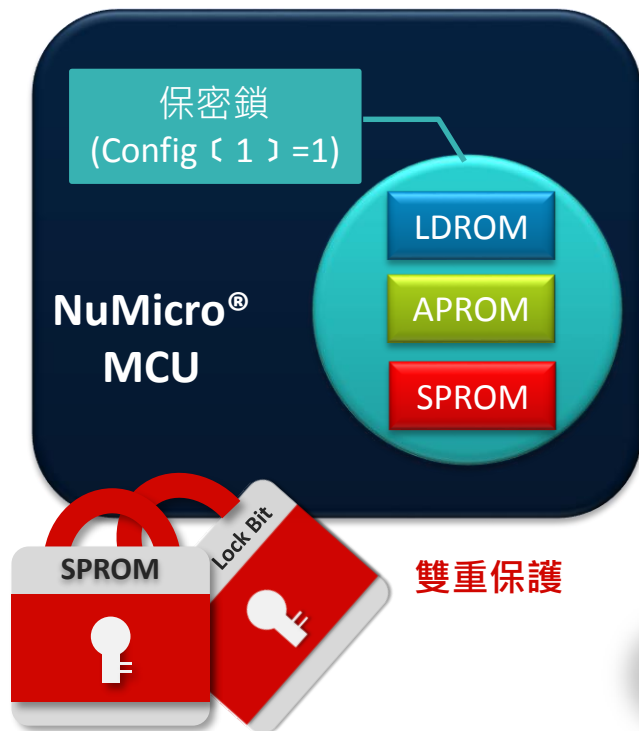 保密鎖
(Config﹝1﹞=1)
LDROM
APROM
SPROM
NuMicro®
MCU
SPROM
Lock Bit
雙重保護